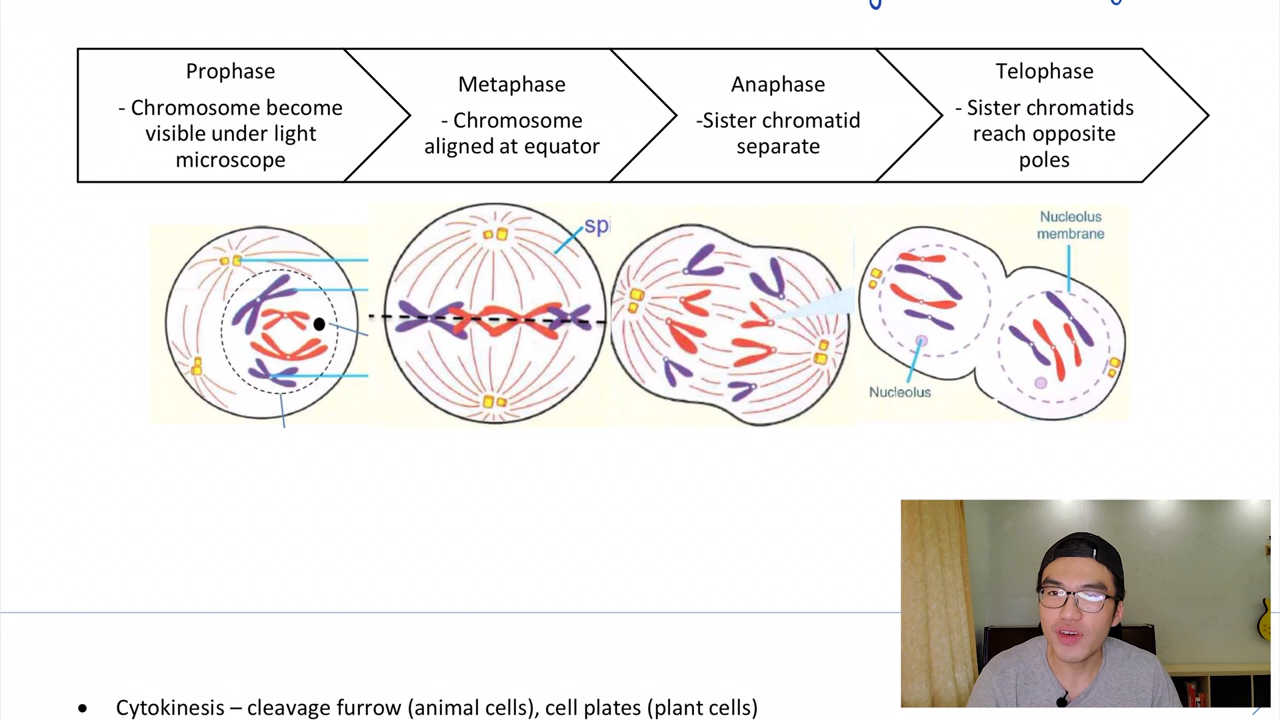 Prophase
- Chromosome become
visible under light
microscope
Metaphase
- Chromosome
aligned at equator
Anaphase
-Sister chromatid
separate
Telophase
- Sister chromatids
reach opposite
poles
sp
Nucleolus
membrane
Nucleolus
• Cytokinesis – cleavage furrow (animal cells), cell plates (plant cells)